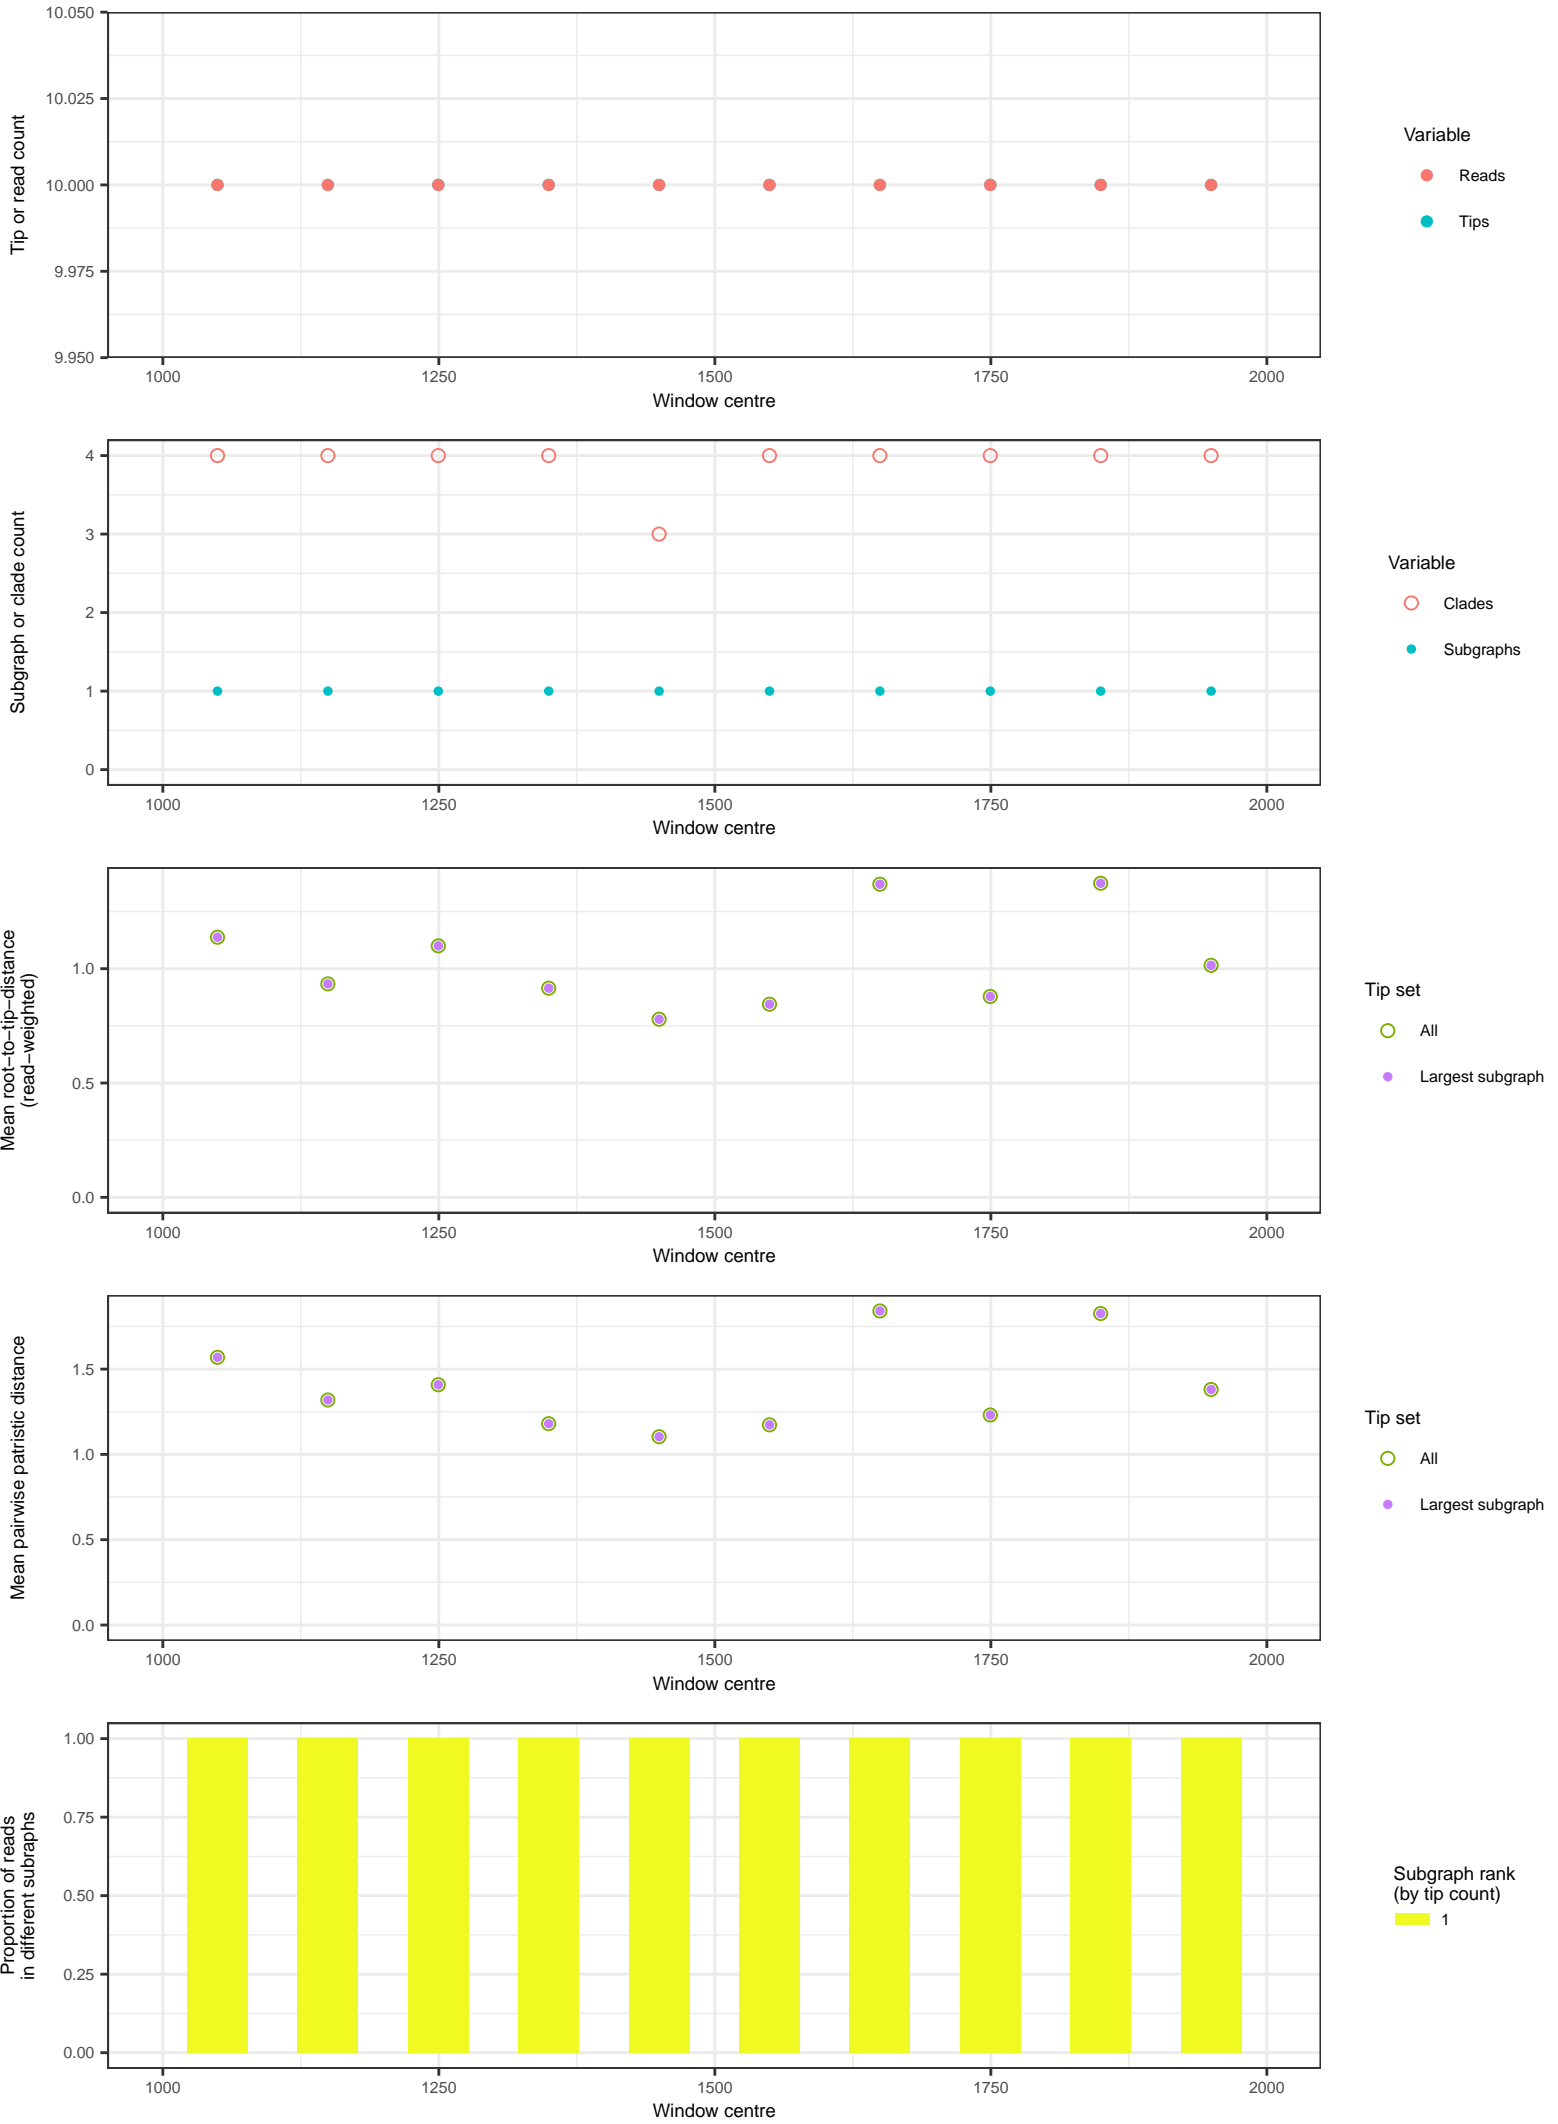 10.050
10.025
10.000
9.975
9.950
Tip or read count
1000 1250 1500 1750 2000
Window centre
Variable
Reads
Tips
4
3
2
1
0
Subgraph or clade count
1000 1250 1500 1750 2000
Window centre
Variable
Clades
Subgraphs
1.0
0.5
0.0
Mean root−to−tip−distance
(read−weighted)
1000 1250 1500 1750 2000
Window centre
Tip set
All
Largest subgraph
1.5
1.0
0.5
0.0
Mean pairwise patristic distance
1000 1250 1500 1750 2000
Window centre
Tip set
All
Largest subgraph
1.00
0.75
0.50
0.25
0.00
Proportion of reads
in different subraphs
1000 1250 1500 1750 2000
Window centre
Subgraph rank
(by tip count)
1